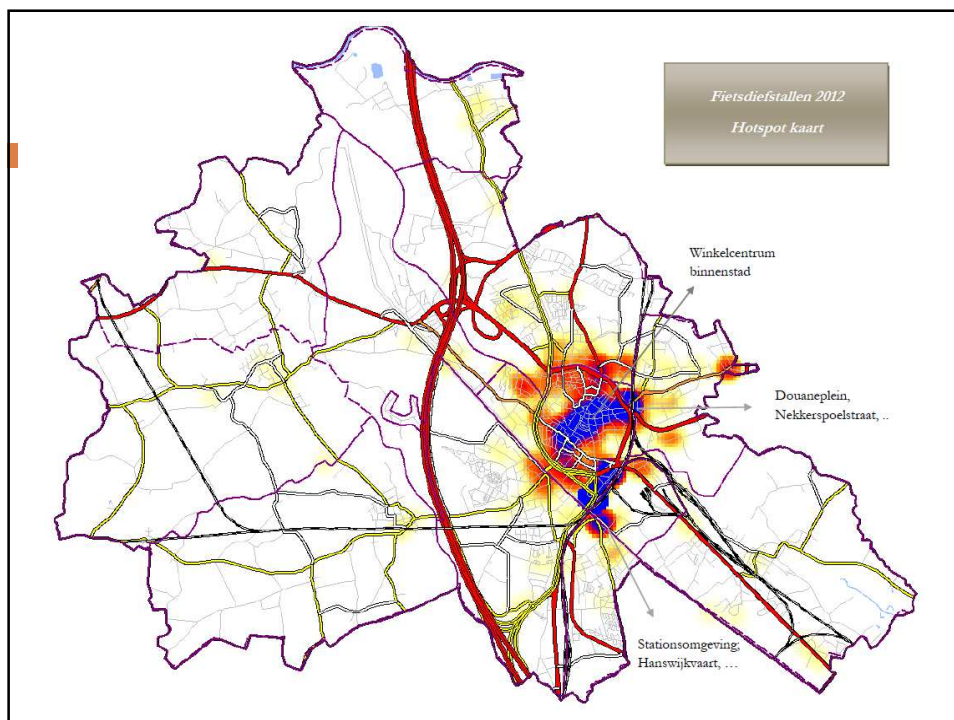 Fietsdiefstallen 2012
Hotspot kaart
Winkelcentrum
binnenstad
Douaneplein,
Nekkerspoelstraat, ..
Stationsomgeving;
Hanswijkvaart, …